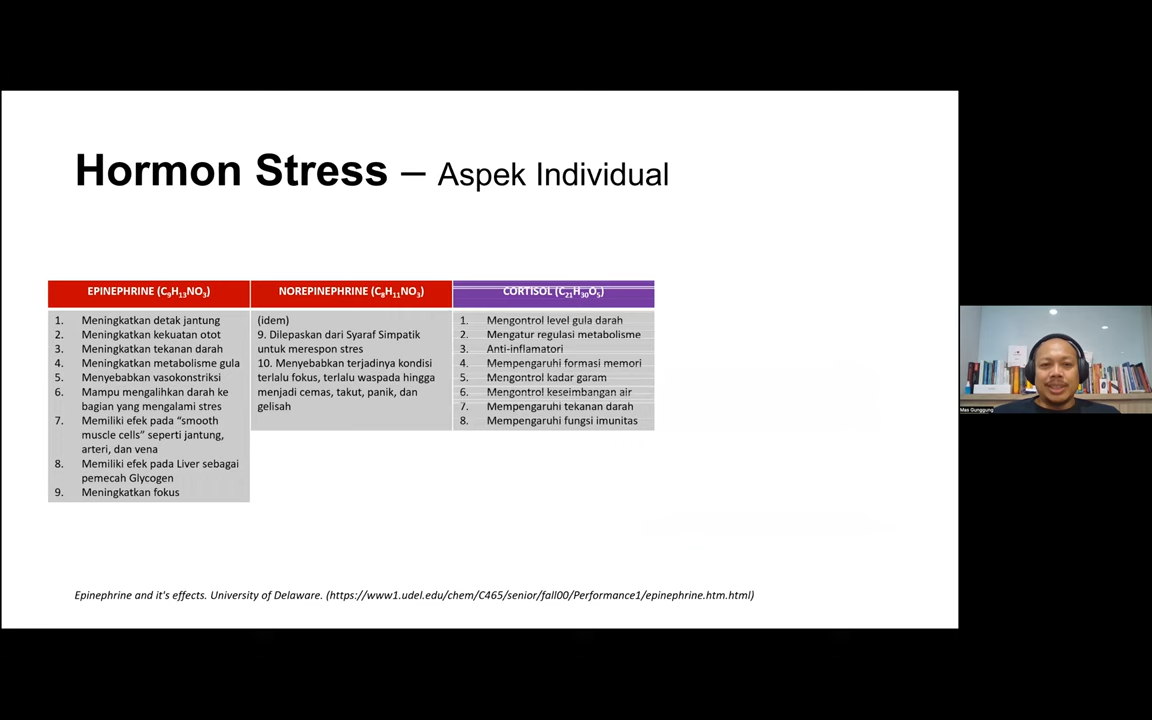 Hormon Stress – Aspek Individual
EPINEPHRINE (C₉H₁₃NO₃)
1. Meningkatkan detak jantung
2. Meningkatkan kekuatan otot
3. Meningkatkan tekanan darah
4. Meningkatkan metabolisme gula
5. Menyebabkan vasokonstriksi
6. Mampu mengalihkan darah ke
bagian yang mengalami stres
7. Memiliki efek pada “smooth
muscle cells” seperti jantung,
arteri, dan vena
8. Memiliki efek pada Liver sebagai
pemecah Glycogen
9. Meningkatkan fokus
NOREPINEPHRINE (C₈H₁₁NO₃)
(idem)
9. Dilepaskan dari Syaraf Simpatik
untuk merespon stres
10. Menyebabkan terjadinya kondisi
terlalu fokus, terlalu waspada hingga
menjadi cemas, takut, panik, dan
gelisah
CORTISOL (C₂₁H₃₀O₅)
1. Mengontrol level gula darah
2. Mengatur regulasi metabolisme
3. Anti-inflamatori
4. Mempengaruhi formasi memori
5. Mengontrol kadar garam
6. Mengontrol keseimbangan air
7. Mempengaruhi tekanan darah
8. Mempengaruhi fungsi imunitas
Epinephrine and it's effects. University of Delaware. (https://www1.udel.edu/chem/C465/senior/fall00/Performance1/epinephrine.htm.html)
Mas Gunggung